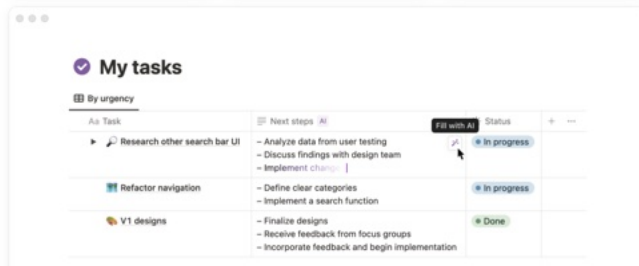 My tasks
By urgency
Aa Task
Next steps AI
Status
Fill with AI
Research other search bar UI
– Analyze data from user testing
– Discuss findings with design team
– Implement change
In progress
Refactor navigation
– Define clear categories
– Implement a search function
In progress
V1 designs
– Finalize designs
– Receive feedback from focus groups
– Incorporate feedback and begin implementation
Done